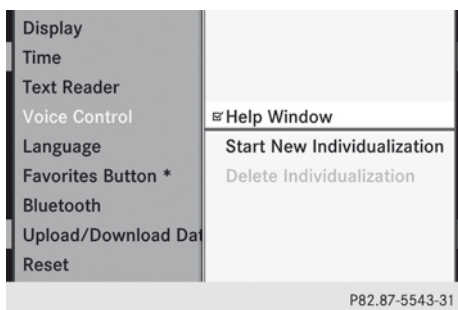 Display
Time
Text Reader
Voice Control
Language
Favorites Button *
Bluetooth
Upload/Download Dat
Reset
Help Window
Start New Individualization
Delete Individualization
P82.87-5543-31